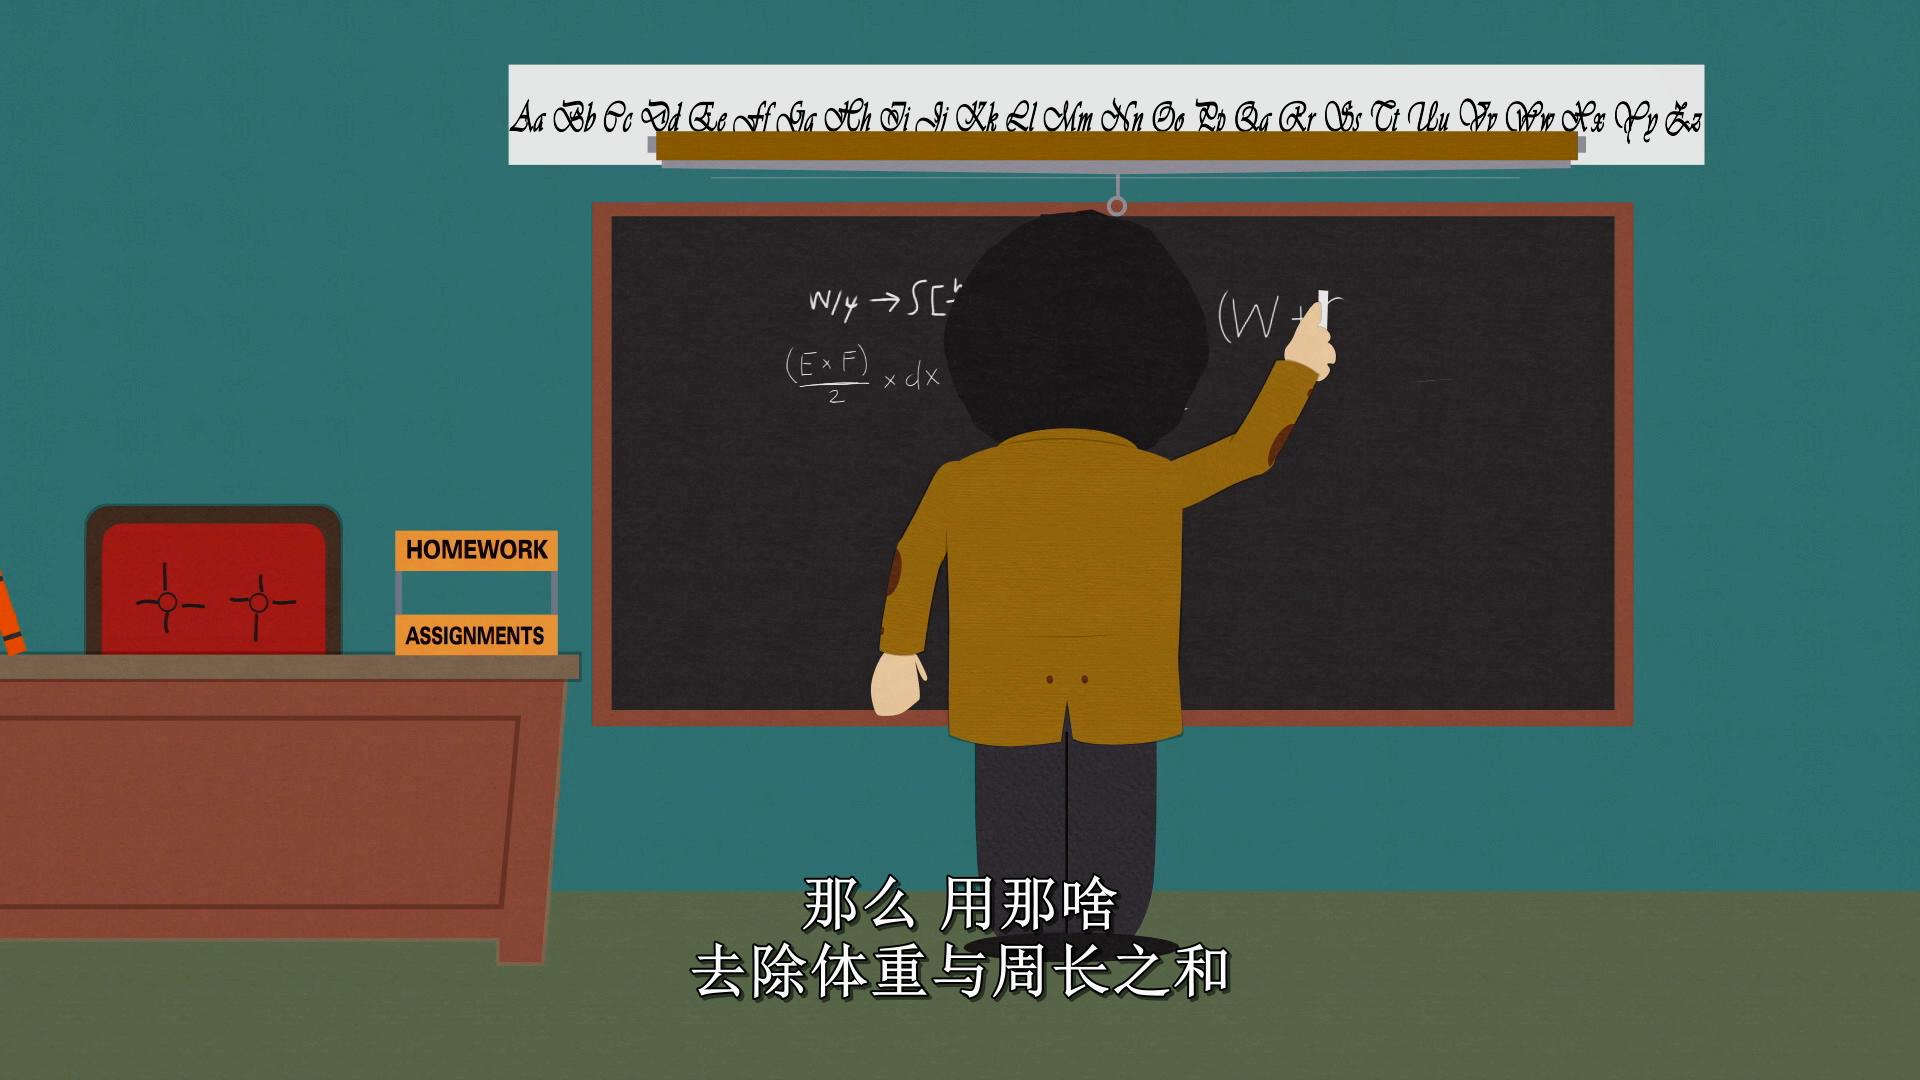 Aa Bb Cc Dd Ee Ff Gg Hh Ii Jj Kk Ll Mm Nn Oo Pp Qq Rr Ss Tt Uu Vv Ww Xx Yy Zz
W/y → S[
(W +
(E x F)
2
x dx
HOMEWORK
ASSIGNMENTS
那么 用那啥
去除体重与周长之和